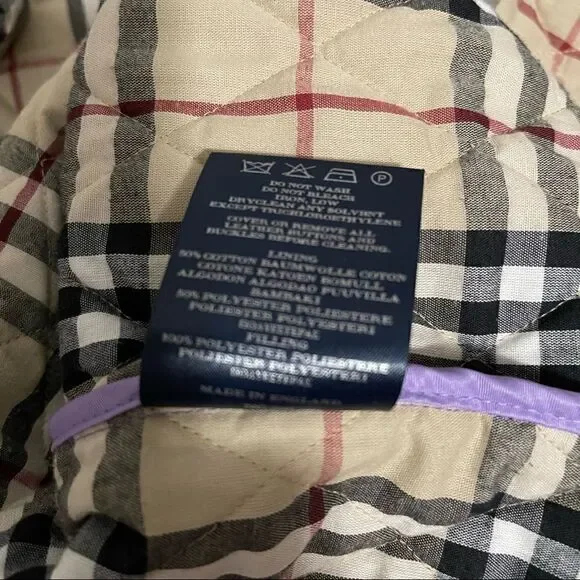 P
DO NOT WASH
DO NOT BLEACH
IRON, LOW
DRYCLEAN ANY SOLVENT
EXCEPT TRICHLOROETHYLENE
COVER OR REMOVE ALL
LEATHER BUTTONS AND
BUCKLES BEFORE CLEANING.
LINING
50% COTTON BAUMWOLLE COTON
COTONE KATOEN BOMULL
ALGODON ALGODAO PUUVILLA
BAMBAKI
50% POLYESTER POLIESTERE
POLIESTER POLYESTERI
FILLING
100% POLYESTER POLIESTERE
POLIESTER POLYESTERI
MADE IN ENGLAND